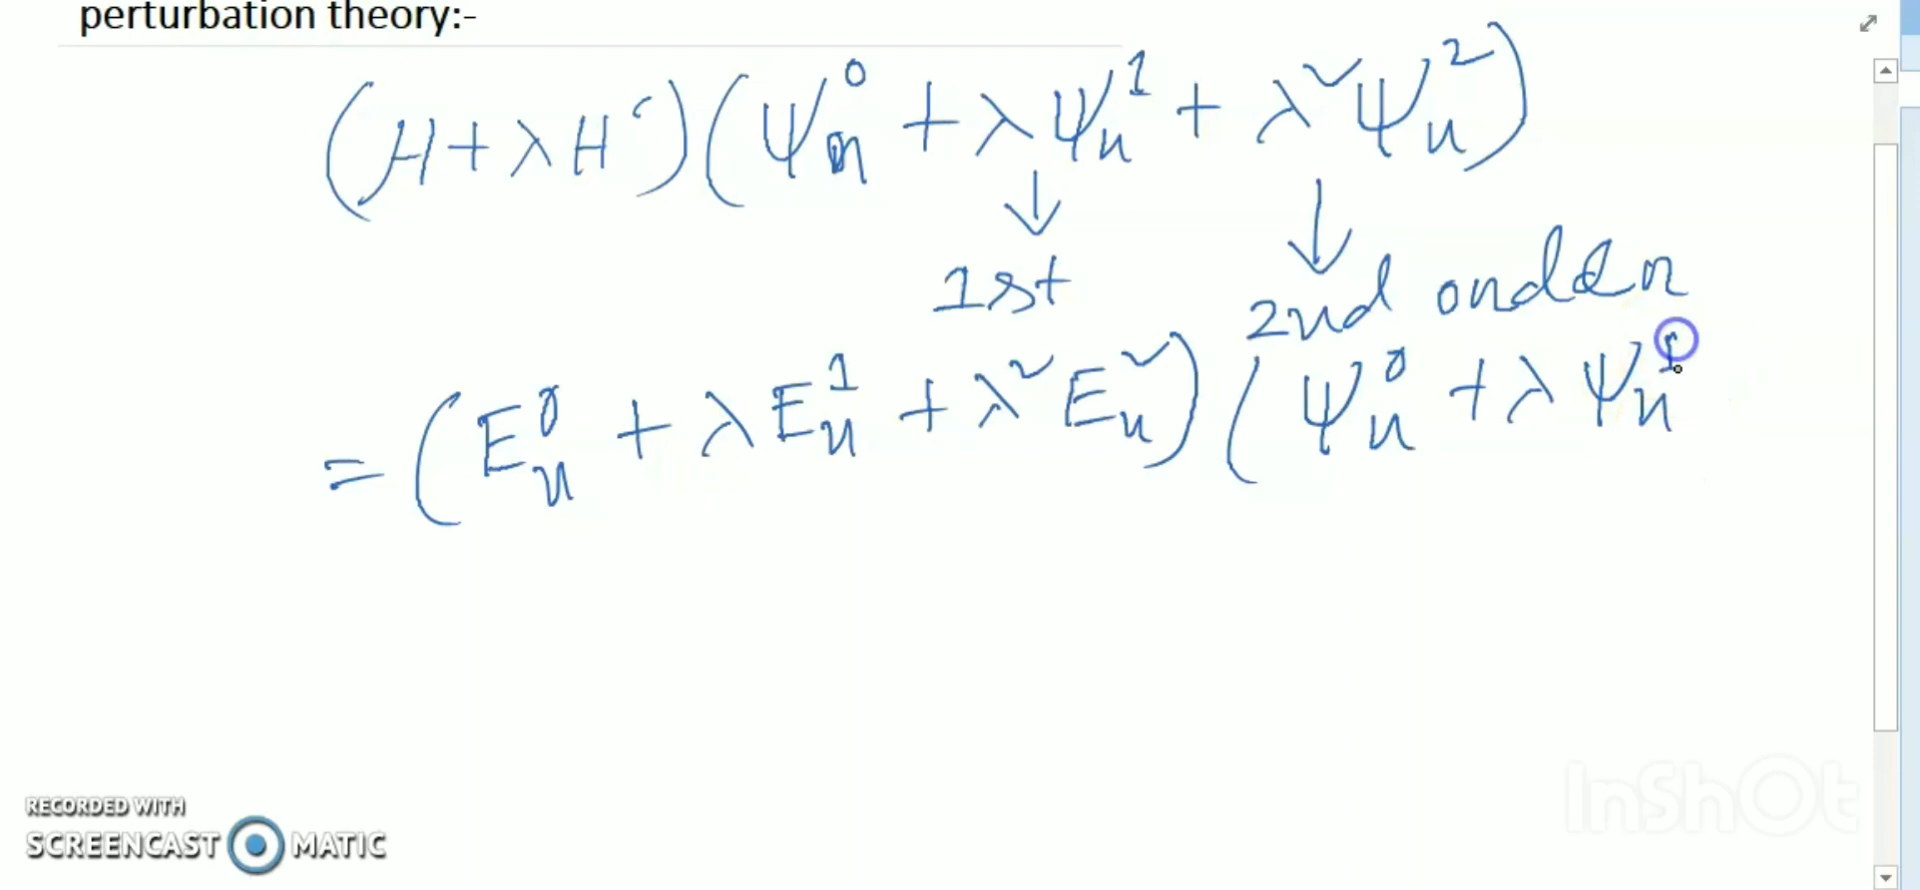 perturbation theory:-
(H + λH')(Ψₙ⁰ + λΨₙ¹ + λ²Ψₙ²)
↓ ↓
1st 2nd order
= (Eₙ⁰ + λEₙ¹ + λ²Eₙ²)(Ψₙ⁰ + λΨₙ¹
InShOt
RECORDED WITH
SCREENCAST MATIC